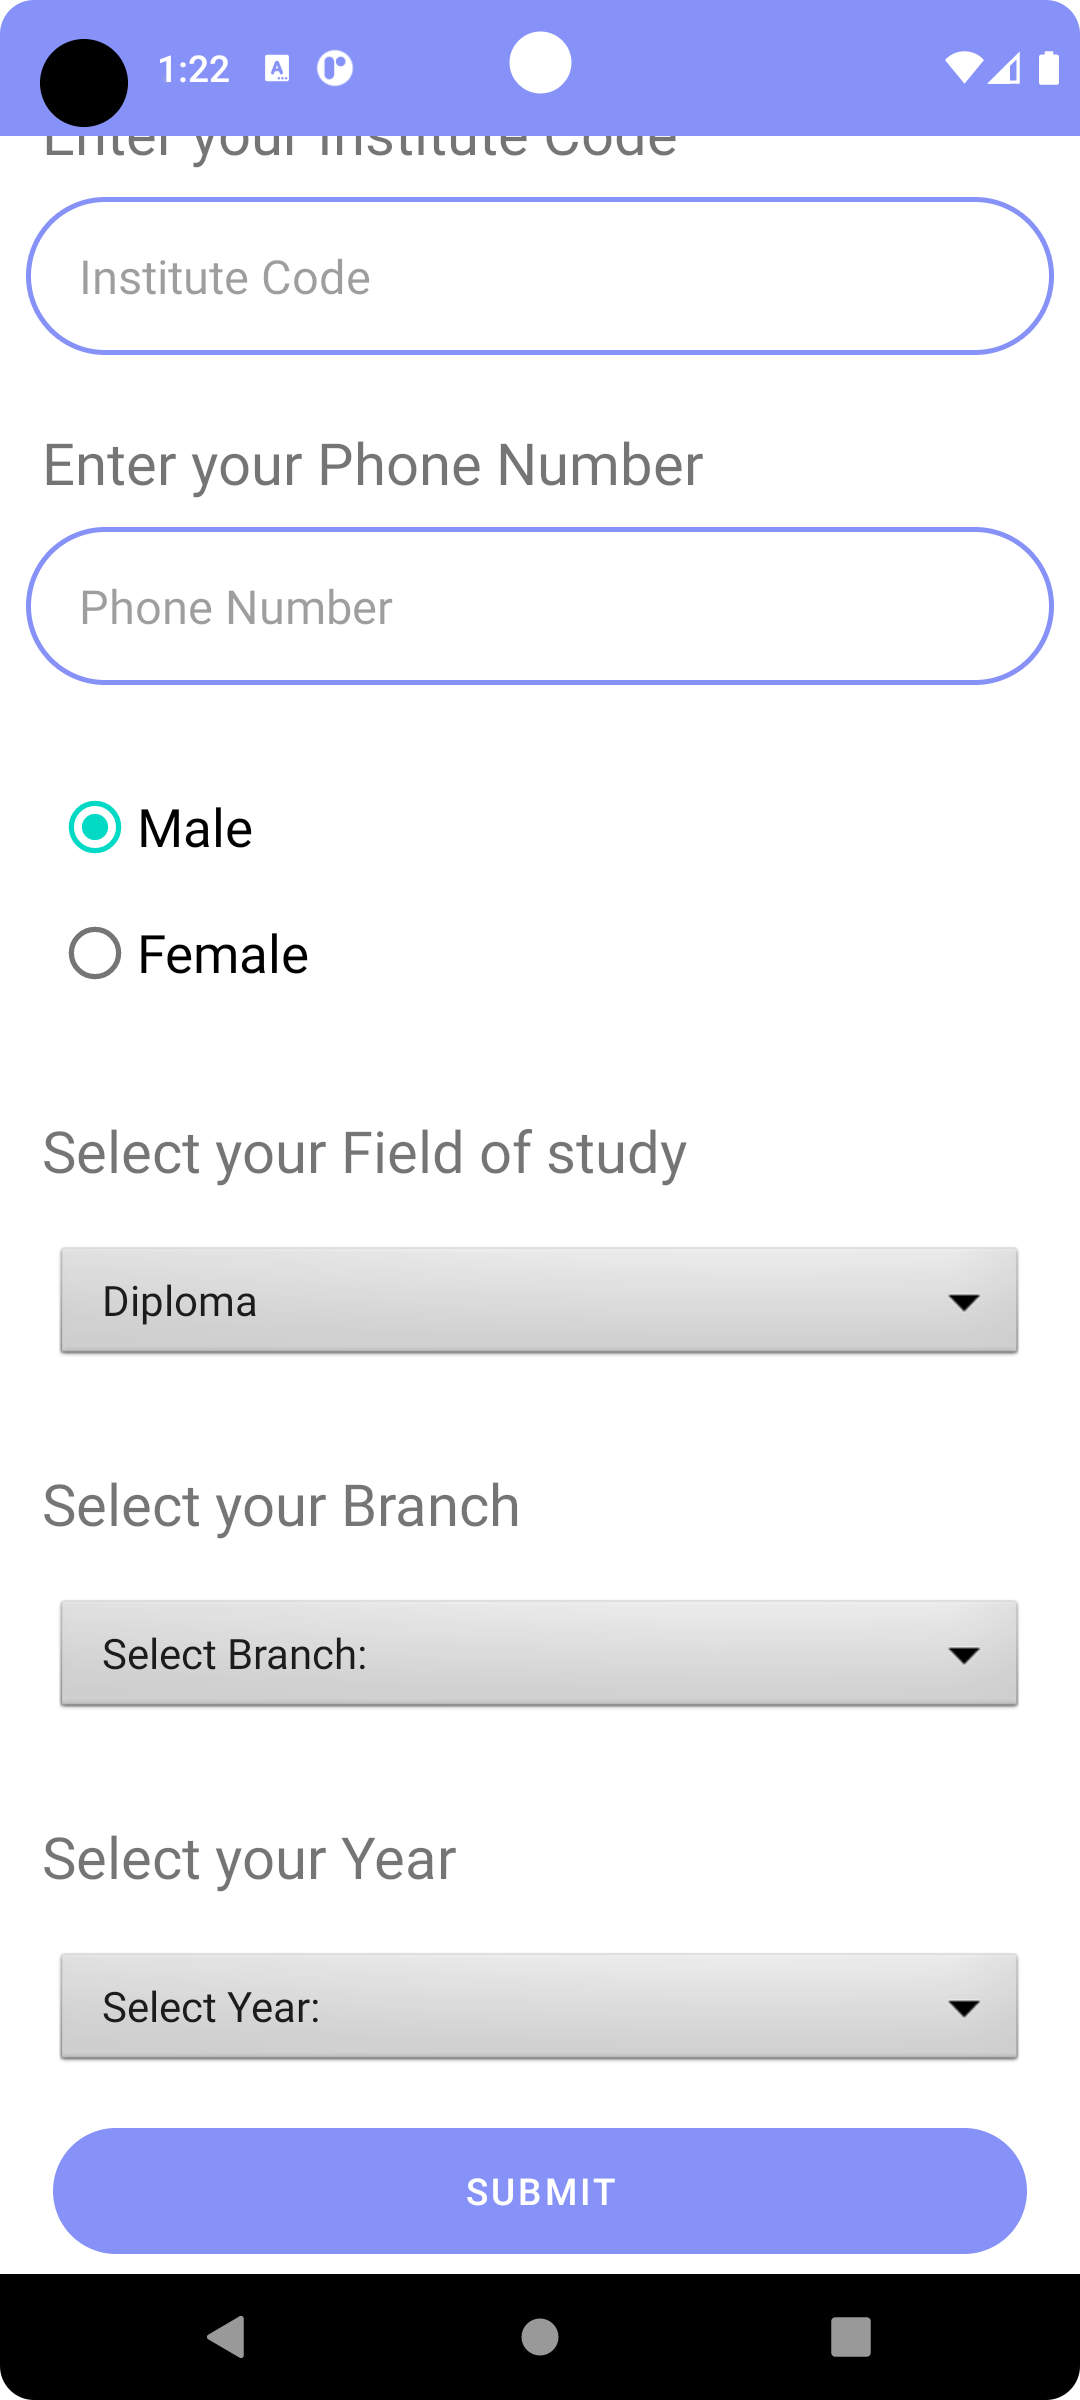 1:22
Enter your Institute Code
Institute Code
Enter your Phone Number
Phone Number
Male
Female
Select your Field of study
Diploma
Select your Branch
Select Branch:
Select your Year
Select Year:
SUBMIT